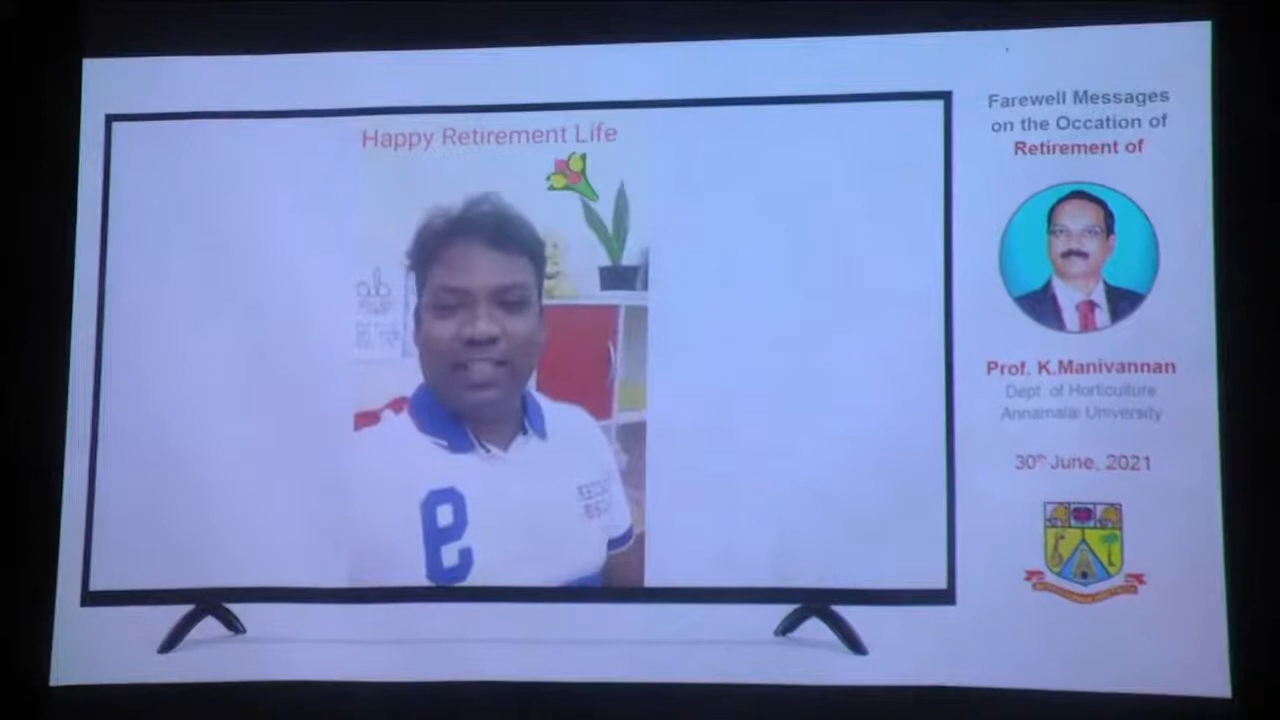 Happy Retirement Life
Farewell Messages
on the Occation of
Retirement of
Prof. K.Manivannan
Dept. of Horticulture
Annamalai University
30th June, 2021
e